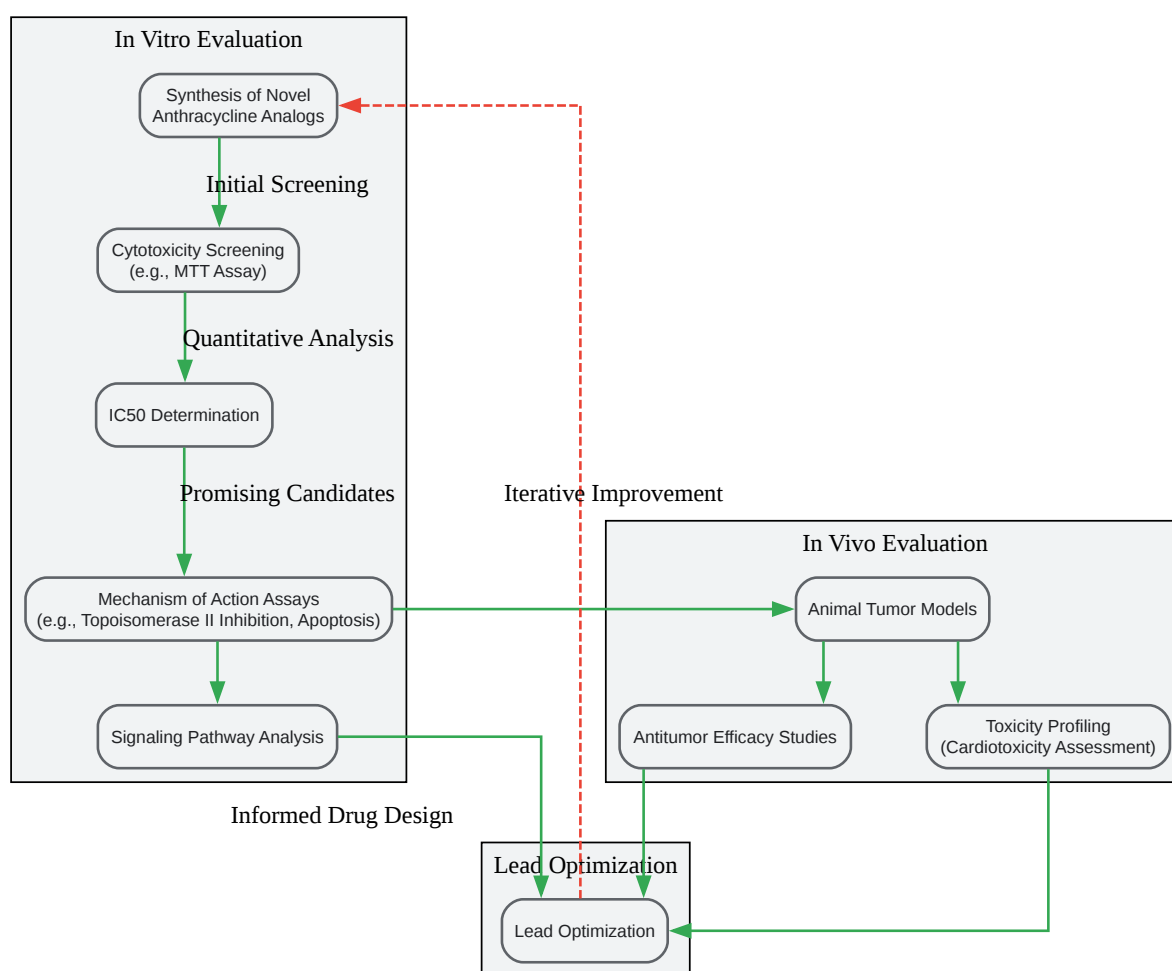 In Vitro Evaluation
Synthesis of Novel
Anthracycline Analogs
Initial Screening
Cytotoxicity Screening
(e.g., MTT Assay)
Quantitative Analysis
IC50 Determination
Promising Candidates
Iterative Improvement
Mechanism of Action Assays
(e.g., Topoisomerase II Inhibition, Apoptosis)
Signaling Pathway Analysis
In Vivo Evaluation
Animal Tumor Models
Antitumor Efficacy Studies
Toxicity Profiling
(Cardiotoxicity Assessment)
Informed Drug Design
Lead Optimization
Lead Optimization